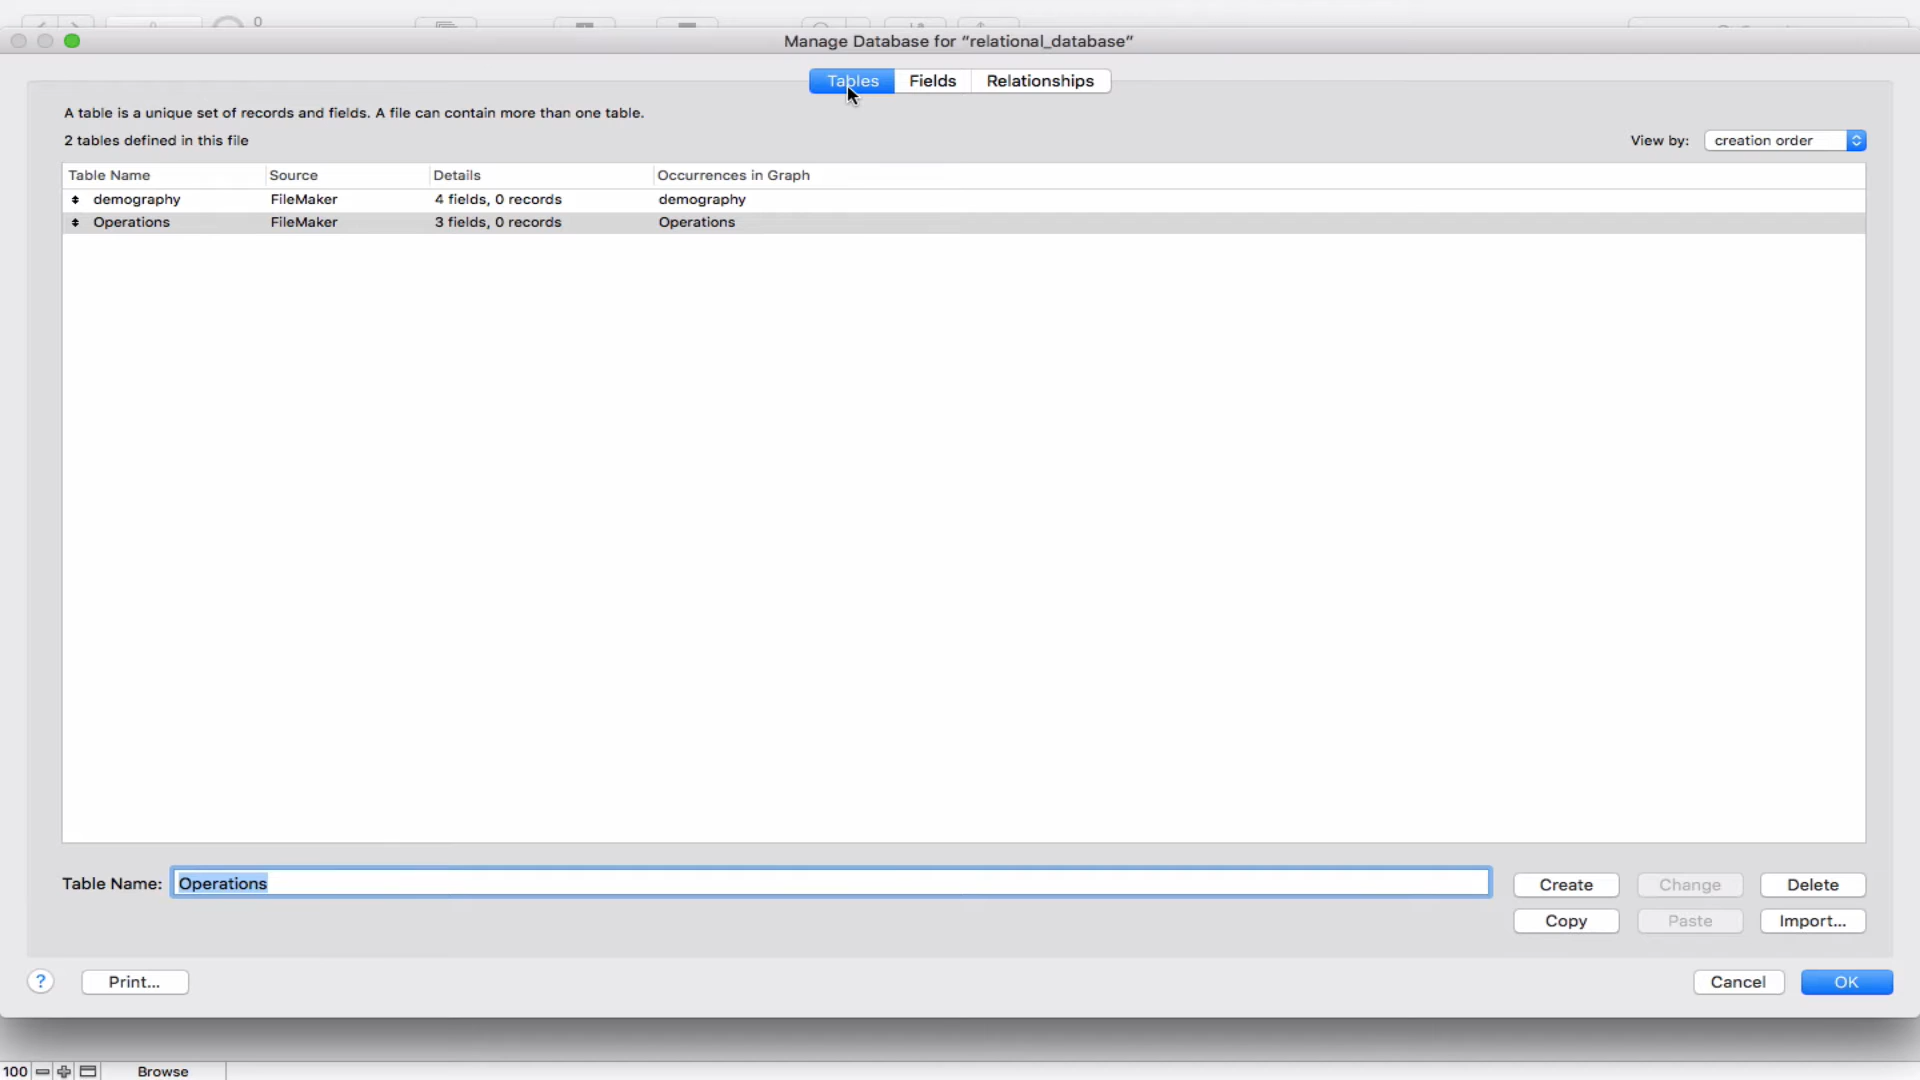 0
Manage Database for “relational_database”
Tables Fields Relationships
A table is a unique set of records and fields. A file can contain more than one table.
2 tables defined in this file
View by: creation order
Table Name Source Details Occurrences in Graph
demography FileMaker 4 fields, 0 records demography
Operations FileMaker 3 fields, 0 records Operations
Table Name: Operations
Create Change Delete
Copy Paste Import...
? Print... Cancel OK
100 Browse